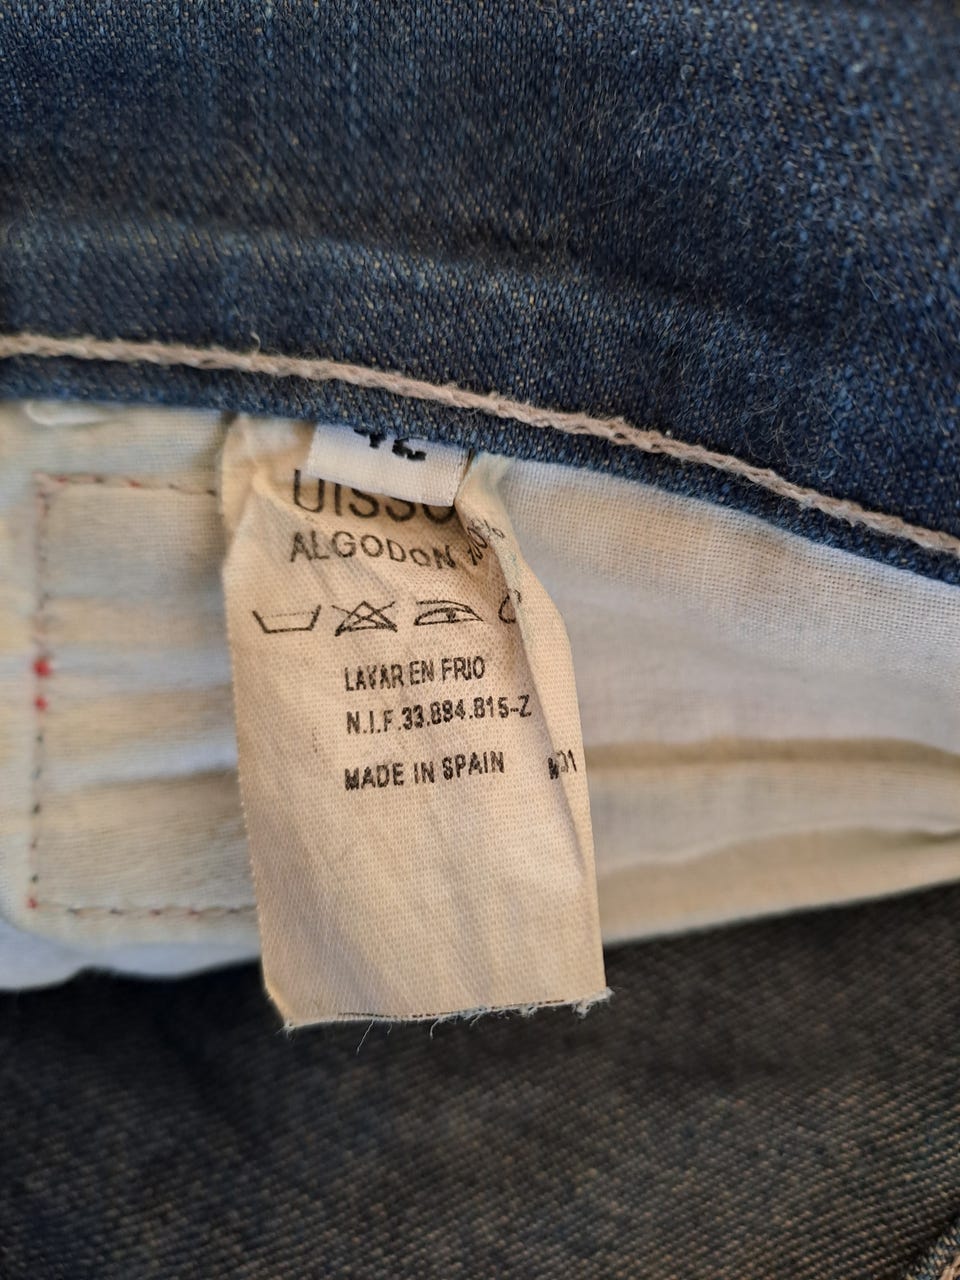 ALGODON
LAVAR EN FRIO
N.I.F.33.894.815-Z
MADE IN SPAIN